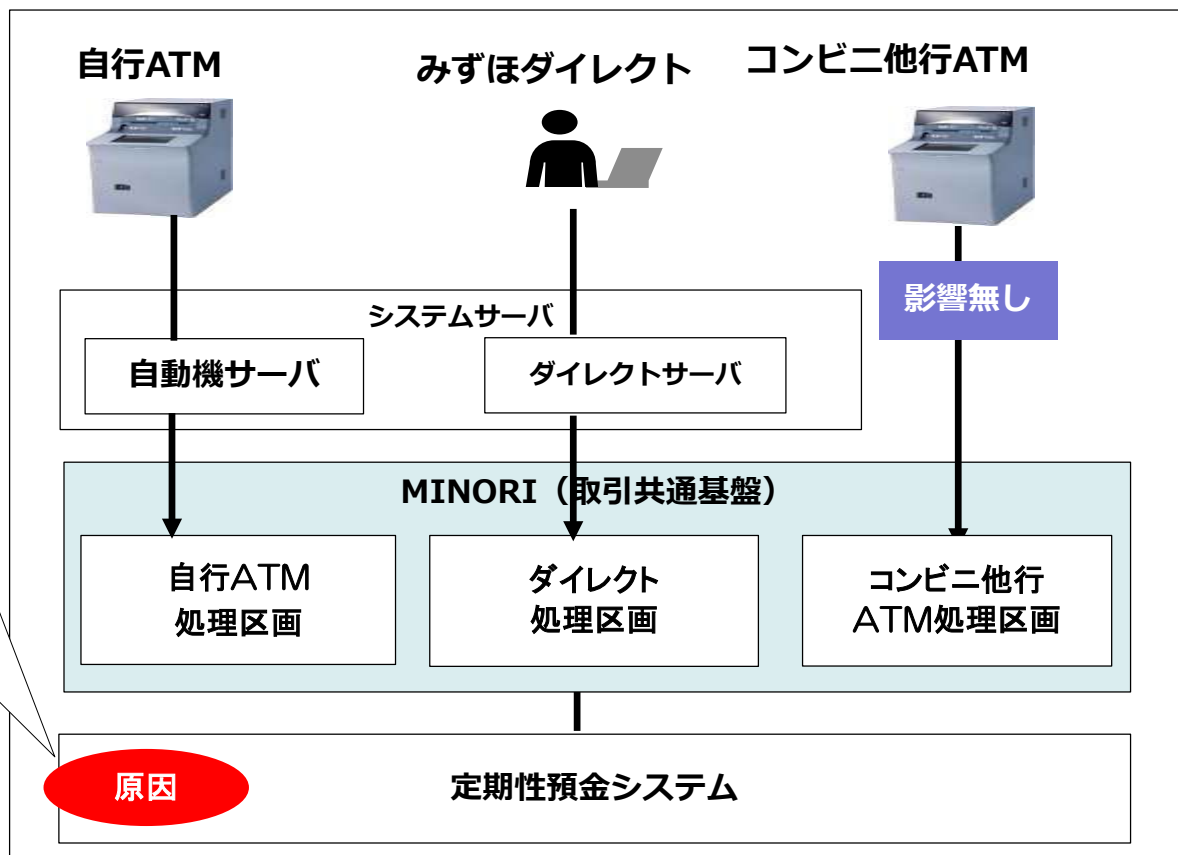 自行ATM
みずほダイレクト
コンビニ他行ATM
影響無し
システムサーバ
自動機サーバ
ダイレクトサーバ
MINORI（取引共通基盤）
自行ＡＴＭ
処理区画
ダイレクト
処理区画
コンビニ他行
ＡＴＭ処理区画
原因
定期性預金システム